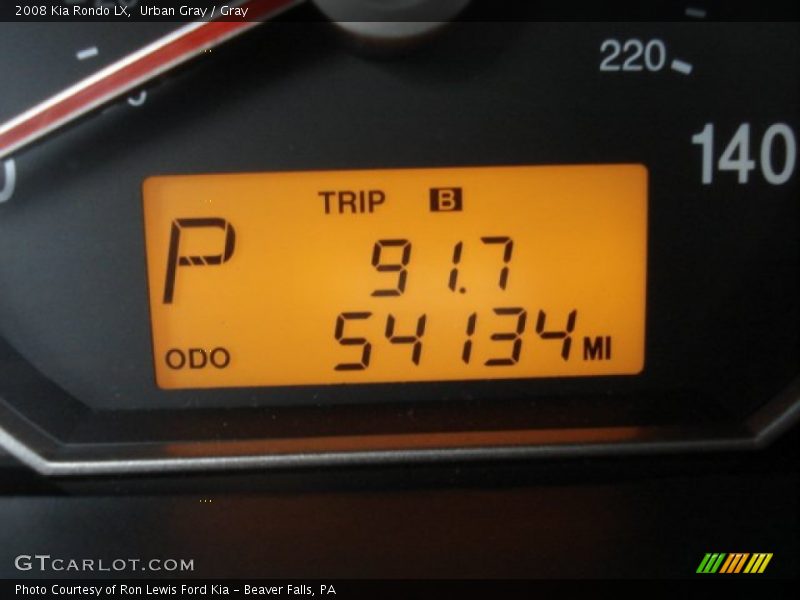 2008 Kia Rondo LX,  Urban Gray / Gray
220
140
0
TRIP B
P
91.7
54134 MI
ODO
GTCARLOT.COM
Photo Courtesy of Ron Lewis Ford Kia – Beaver Falls, PA